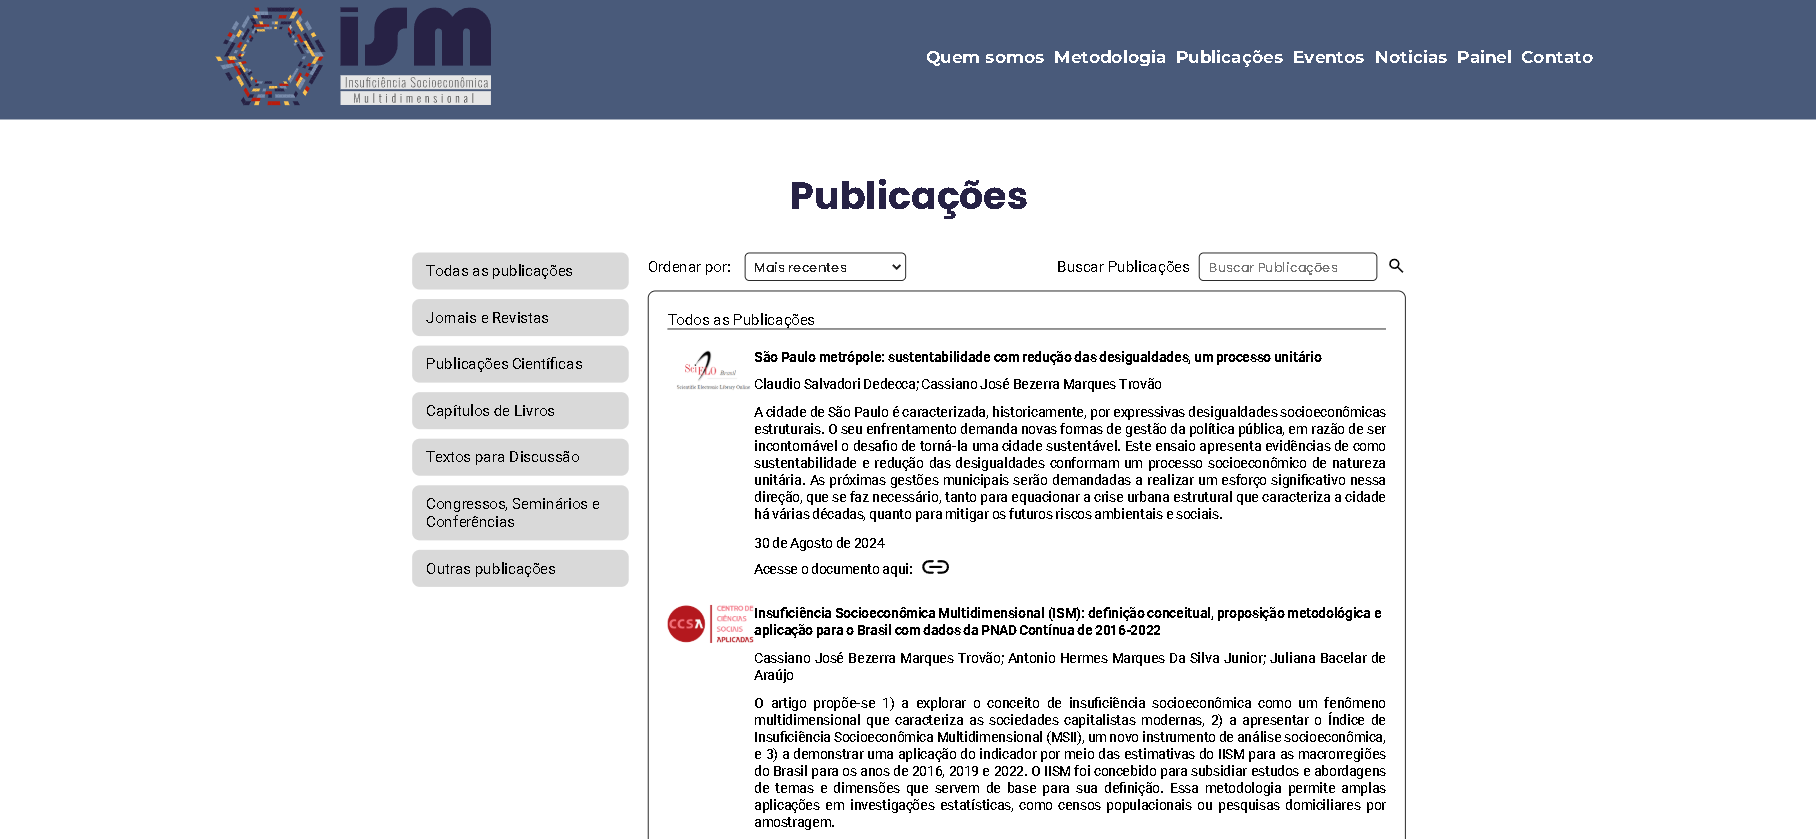 ism
Insuficiência Socioeconômica
Multidimensional
Quem somos Metodologia Publicações Eventos Noticias Painel Contato
Publicações
Todas as publicações
Jornais e Revistas
Publicações Científicas
Capítulos de Livros
Textos para Discussão
Congressos, Seminários e
Conferências
Outras publicações
Ordenar por: Mais recentes
Buscar Publicações Buscar Publicações
Todos as Publicações
SciELO Brasil
Scientific Electronic Library Online
São Paulo metrópole: sustentabilidade com redução das desigualdades, um processo unitário
Claudio Salvadori Dedecca; Cassiano José Bezerra Marques Trovão
A cidade de São Paulo é caracterizada, historicamente, por expressivas desigualdades socioeconômicas
estruturais. O seu enfrentamento demanda novas formas de gestão da política pública, em razão de ser
incontornável o desafio de torná-la uma cidade sustentável. Este ensaio apresenta evidências de como
sustentabilidade e redução das desigualdades conformam um processo socioeconômico de natureza
unitária. As próximas gestões municipais serão demandadas a realizar um esforço significativo nessa
direção, que se faz necessário, tanto para equacionar a crise urbana estrutural que caracteriza a cidade
há várias décadas, quanto para mitigar os futuros riscos ambientais e sociais.
30 de Agosto de 2024
Acesse o documento aqui:
CCSA
CENTRO DE
CIÊNCIAS
SOCIAIS
APLICADAS
Insuficiência Socioeconômica Multidimensional (ISM): definição conceitual, proposição metodológica e
aplicação para o Brasil com dados da PNAD Contínua de 2016-2022
Cassiano José Bezerra Marques Trovão; Antonio Hermes Marques Da Silva Junior; Juliana Bacelar de
Araújo
O artigo propõe-se 1) a explorar o conceito de insuficiência socioeconômica como um fenômeno
multidimensional que caracteriza as sociedades capitalistas modernas, 2) a apresentar o Índice de
Insuficiência Socioeconômica Multidimensional (MSII), um novo instrumento de análise socioeconômica,
e 3) a demonstrar uma aplicação do indicador por meio das estimativas do IISM para as macrorregiões
do Brasil para os anos de 2016, 2019 e 2022. O IISM foi concebido para subsidiar estudos e abordagens
de temas e dimensões que servem de base para sua definição. Essa metodologia permite amplas
aplicações em investigações estatísticas, como censos populacionais ou pesquisas domiciliares por
amostragem.